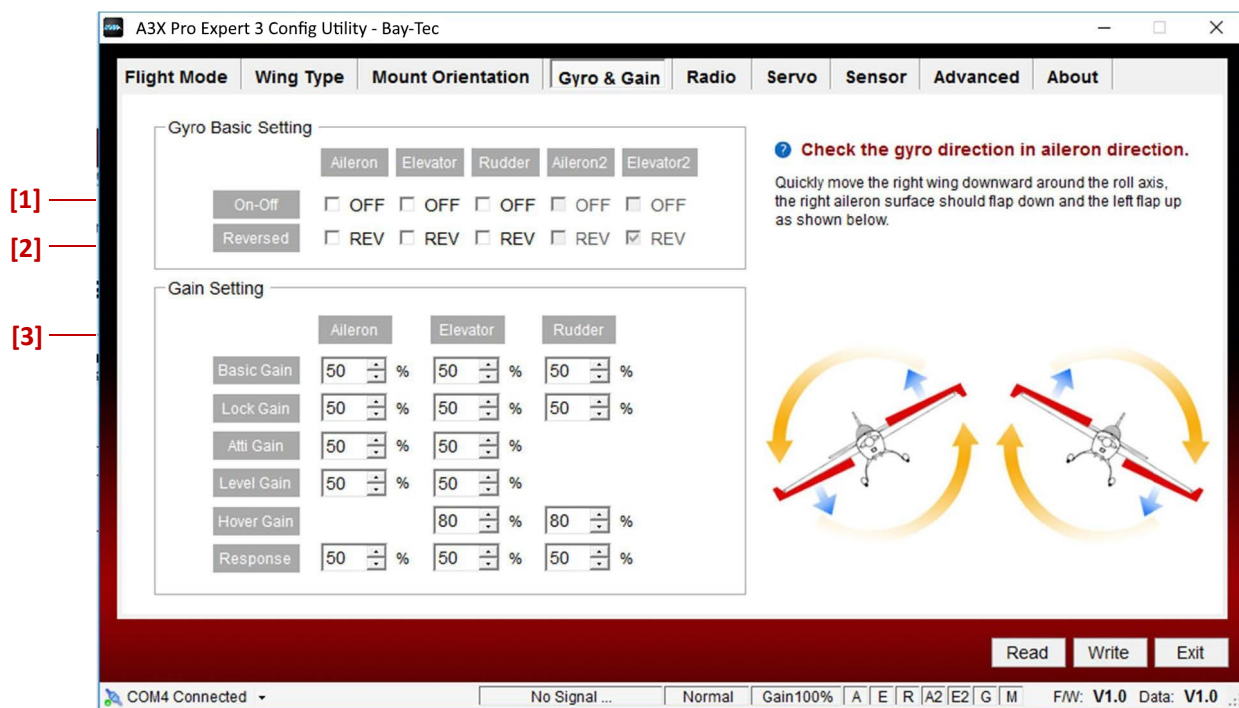 A3X Pro Expert 3 Config Utility - Bay-Tec
Flight Mode Wing Type Mount Orientation Gyro & Gain Radio Servo Sensor Advanced About
Gyro Basic Setting
Aileron Elevator Rudder Aileron2 Elevator2
[1] On-Off OFF OFF OFF OFF OFF
[2] Reversed REV REV REV REV REV
? Check the gyro direction in aileron direction.
Quickly move the right wing downward around the roll axis,
the right aileron surface should flap down and the left flap up
as shown below.
Gain Setting
[3] Aileron Elevator Rudder
Basic Gain 50 % 50 % 50 %
Lock Gain 50 % 50 % 50 %
Atti Gain 50 % 50 %
Level Gain 50 % 50 %
Hover Gain 80 % 80 %
Response 50 % 50 % 50 %
Read Write Exit
COM4 Connected No Signal ... Normal Gain100% A E R A2 E2 G M F/W: V1.0 Data: V1.0